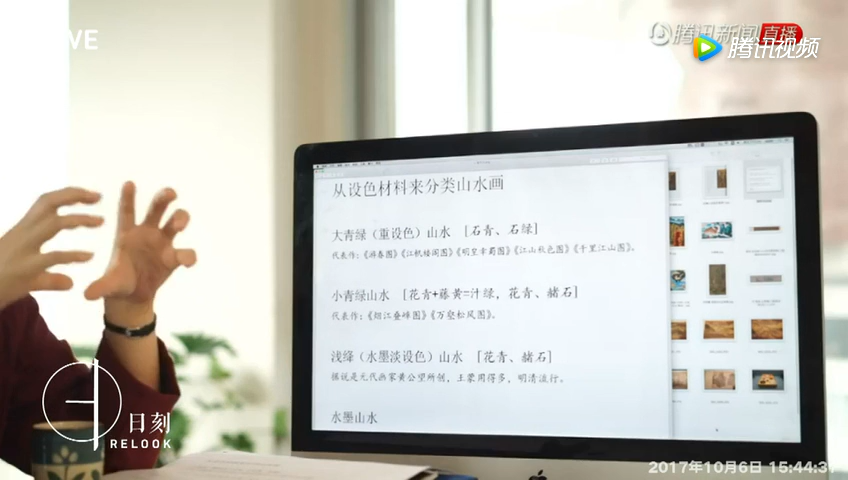 VE
腾讯新闻 直播
腾讯视频
从设色材料来分类山水画
大青绿（重设色）山水 [石青、石绿]
代表作：《游春图》《江帆楼阁图》《明皇幸蜀图》《江山秋色图》《千里江山图》。
小青绿山水 [花青+藤黄=汁绿，花青、赭石]
代表作：《烟江叠嶂图》《万壑松风图》。
浅绛（水墨淡设色）山水 [花青、赭石]
据说是元代画家黄公望所创，王蒙用得多，明清流行。
水墨山水
日刻
RELOOK
2017年10月6日 15:44:37